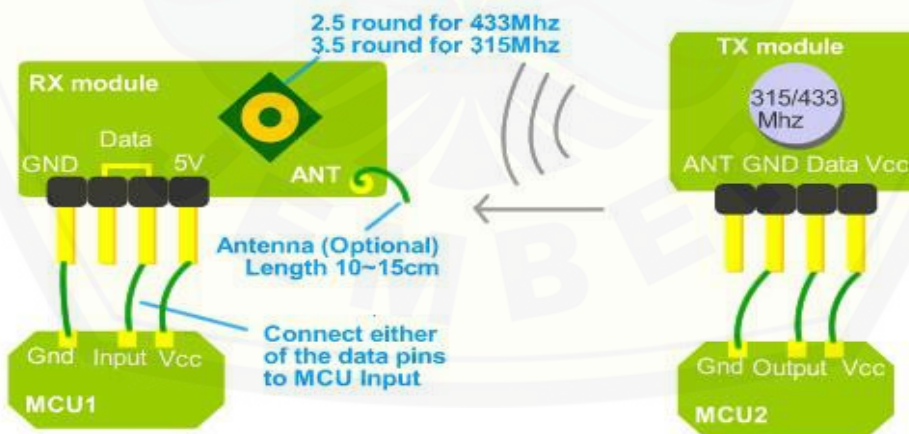 2.5 round for 433Mhz
3.5 round for 315Mhz
RX module
Data
GND
5V
ANT
Antenna (Optional)
Length 10~15cm
Connect either
of the data pins
to MCU Input
Gnd Input Vcc
MCU1
TX module
315/433
Mhz
ANT GND Data Vcc
Gnd Output Vcc
MCU2
EMBE